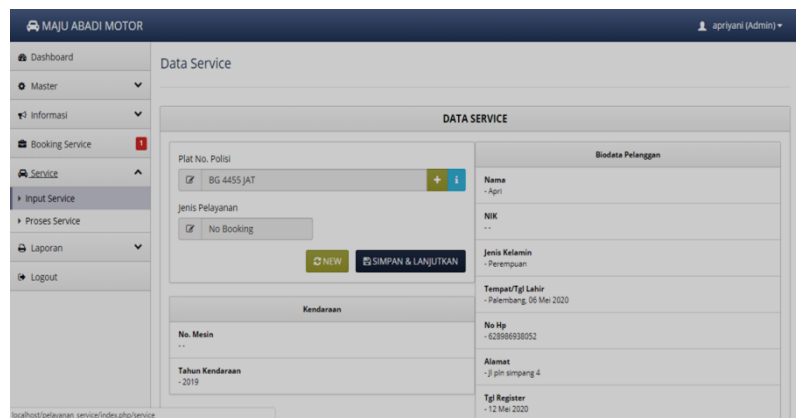 MAJU ABADI MOTOR
apriyani (Admin)
Dashboard
Master
Informasi
Booking Service 1
Service
Input Service
Proses Service
Laporan
Logout
Data Service
DATA SERVICE
Plat No. Polisi
BG 4455 JAT
+ i
Jenis Pelayanan
No Booking
NEW
SIMPAN & LANJUTKAN
Kendaraan
No. Mesin
- -
Tahun Kendaraan
- 2019
Biodata Pelanggan
Nama
- Apri
NIK
- -
Jenis Kelamin
- Perempuan
Tempat/Tgl Lahir
- Palembang, 06 Mei 2020
No Hp
- 628986938052
Alamat
- Jl pln simpang 4
Tgl Register
- 12 Mei 2020
localhost/pelayanan_service/index.php/service